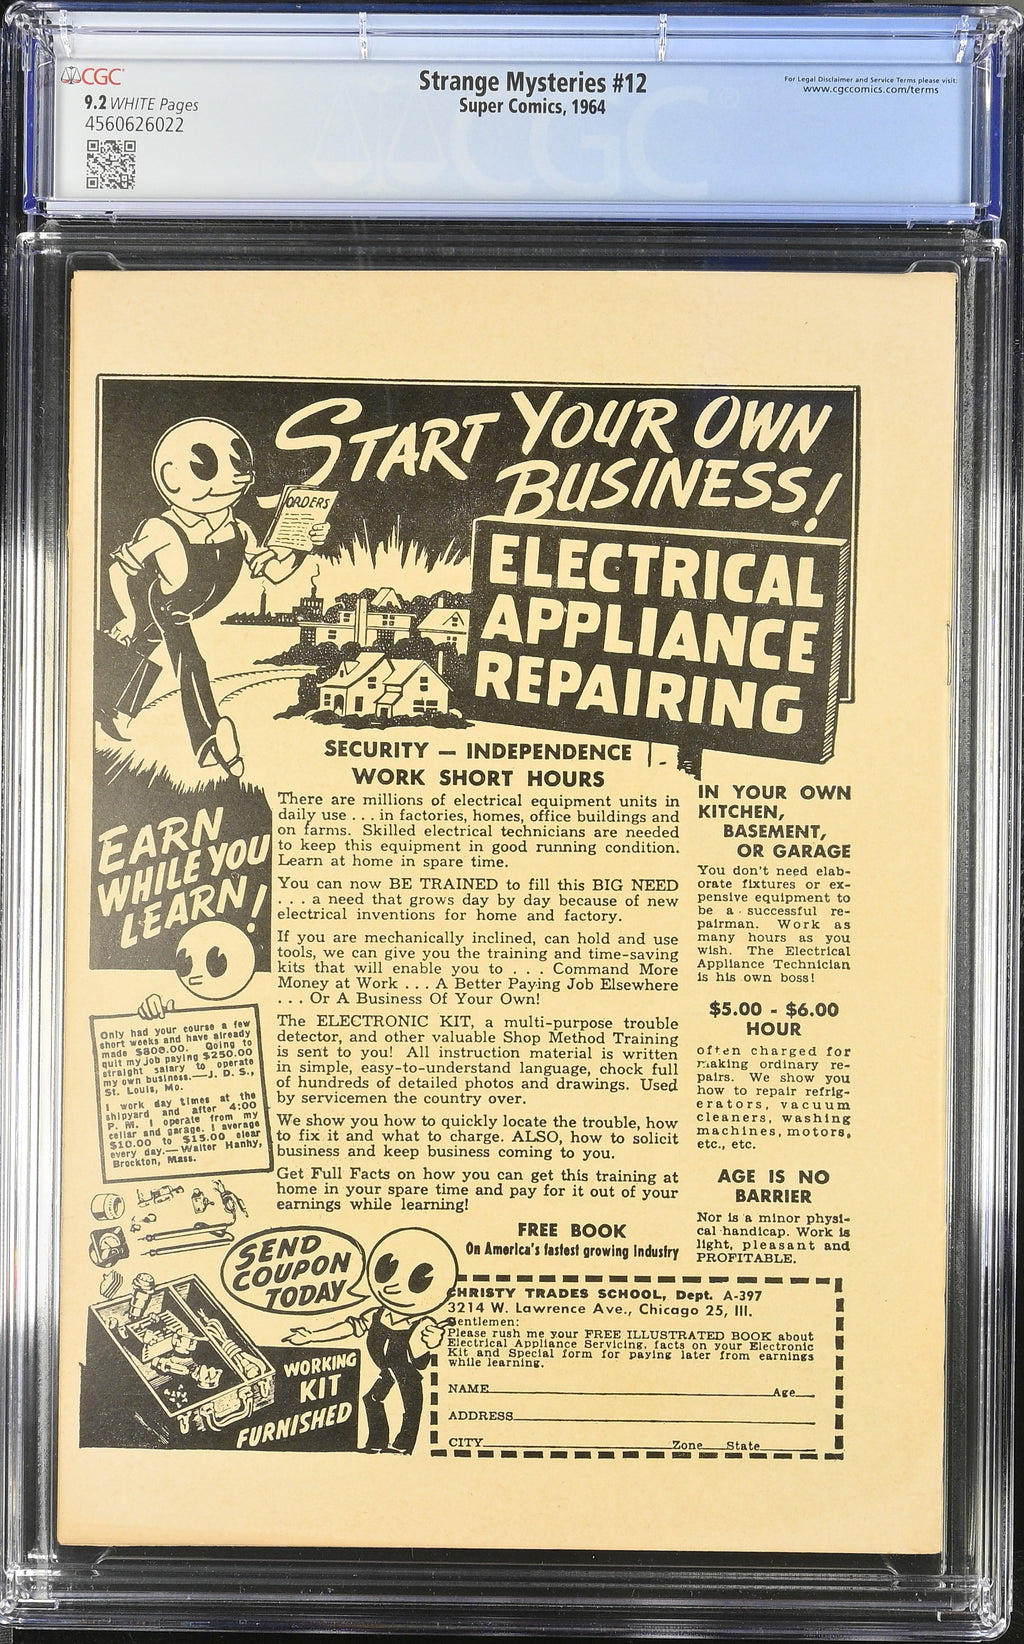 CGC
9.2 WHITE Pages
4560626022
Strange Mysteries #12
Super Comics, 1964
For Legal Disclaimer and Service Terms please visit:
www.cgccomics.com/terms
CGC
START YOUR OWN
BUSINESS!
ORDERS
ELECTRICAL
APPLIANCE
REPAIRING
SECURITY — INDEPENDENCE
WORK SHORT HOURS
There are millions of electrical equipment units in
daily use . . . in factories, homes, office buildings and
on farms. Skilled electrical technicians are needed
to keep this equipment in good running condition.
Learn at home in spare time.
You can now BE TRAINED to fill this BIG NEED
. . . a need that grows day by day because of new
electrical inventions for home and factory.
If you are mechanically inclined, can hold and use
tools, we can give you the training and time-saving
kits that will enable you to . . . Command More
Money at Work . . . A Better Paying Job Elsewhere
. . . Or A Business Of Your Own!
The ELECTRONIC KIT, a multi-purpose trouble
detector, and other valuable Shop Method Training
is sent to you! All instruction material is written
in simple, easy-to-understand language, chock full
of hundreds of detailed photos and drawings. Used
by servicemen the country over.
We show you how to quickly locate the trouble, how
to fix it and what to charge. ALSO, how to solicit
business and keep business coming to you.
Get Full Facts on how you can get this training at
home in your spare time and pay for it out of your
earnings while learning!
EARN
WHILE YOU
LEARN!
Only had your course a few
short weeks and have already
made $800.00. Going to
quit my job paying $250.00
straight salary to operate
my own business.—J. D. S.,
St. Louis, Mo.
I work day times at the
shipyard and after 4:00
P. M. I operate from my
cellar and garage. I average
$10.00 to $15.00 clear
every day.—Walter Hanhy,
Brockton, Mass.
IN YOUR OWN
KITCHEN,
BASEMENT,
OR GARAGE
You don't need elab-
orate fixtures or ex-
pensive equipment to
be a successful re-
pairman. Work as
many hours as you
wish. The Electrical
Appliance Technician
is his own boss!
$5.00 - $6.00
HOUR
often charged for
making ordinary re-
pairs. We show you
how to repair refrig-
erators, vacuum
cleaners, washing
machines, motors,
etc., etc.
AGE IS NO
BARRIER
Nor is a minor physi-
cal handicap. Work is
light, pleasant and
PROFITABLE.
FREE BOOK
On America's fastest growing Industry
SEND
COUPON
TODAY
WORKING
KIT
FURNISHED
CHRISTY TRADES SCHOOL, Dept. A-397
3214 W. Lawrence Ave., Chicago 25, Ill.
Gentlemen:
Please rush me your FREE ILLUSTRATED BOOK about
Electrical Appliance Servicing, facts on your Electronic
Kit and Special form for paying later from earnings
while learning.
NAME Age
ADDRESS
CITY Zone State